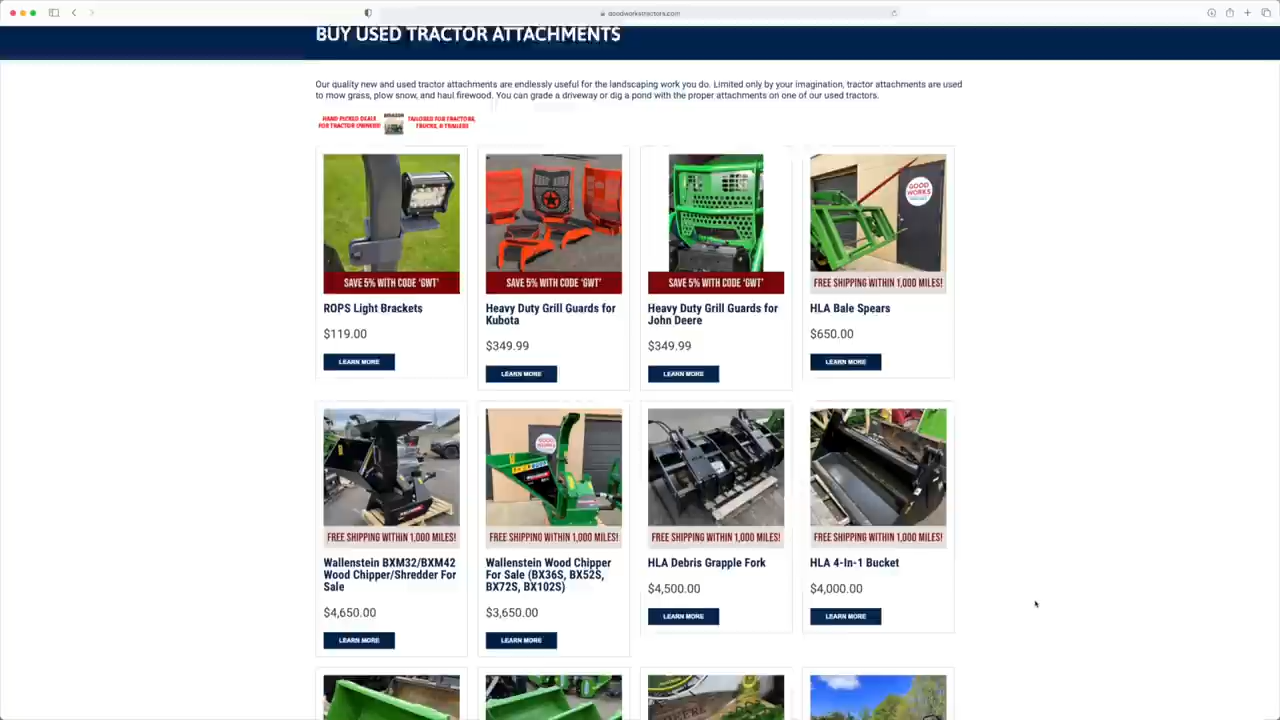 goodworkstractors.com
BUY USED TRACTOR ATTACHMENTS
Our quality new and used tractor attachments are endlessly useful for the landscaping work you do. Limited only by your imagination, tractor attachments are used
to mow grass, plow snow, and haul firewood. You can grade a driveway or dig a pond with the proper attachments on one of our used tractors.
HAND PICKED DEALS
FOR TRACTOR OWNERS!
AMAZON
TAILORED FOR TRACTORS,
TRUCKS, & TRAILERS
SAVE 5% WITH CODE 'GWT'
ROPS Light Brackets
$119.00
LEARN MORE
SAVE 5% WITH CODE 'GWT'
Heavy Duty Grill Guards for
Kubota
$349.99
LEARN MORE
SAVE 5% WITH CODE 'GWT'
Heavy Duty Grill Guards for
John Deere
$349.99
LEARN MORE
GOOD
WORKS
FREE SHIPPING WITHIN 1,000 MILES!
HLA Bale Spears
$650.00
LEARN MORE
FREE SHIPPING WITHIN 1,000 MILES!
Wallenstein BXM32/BXM42
Wood Chipper/Shredder For
Sale
$4,650.00
LEARN MORE
GOOD
WORKS
FREE SHIPPING WITHIN 1,000 MILES!
Wallenstein Wood Chipper
For Sale (BX36S, BX52S,
BX72S, BX102S)
$3,650.00
LEARN MORE
FREE SHIPPING WITHIN 1,000 MILES!
HLA Debris Grapple Fork
$4,500.00
LEARN MORE
FREE SHIPPING WITHIN 1,000 MILES!
HLA 4-In-1 Bucket
$4,000.00
LEARN MORE